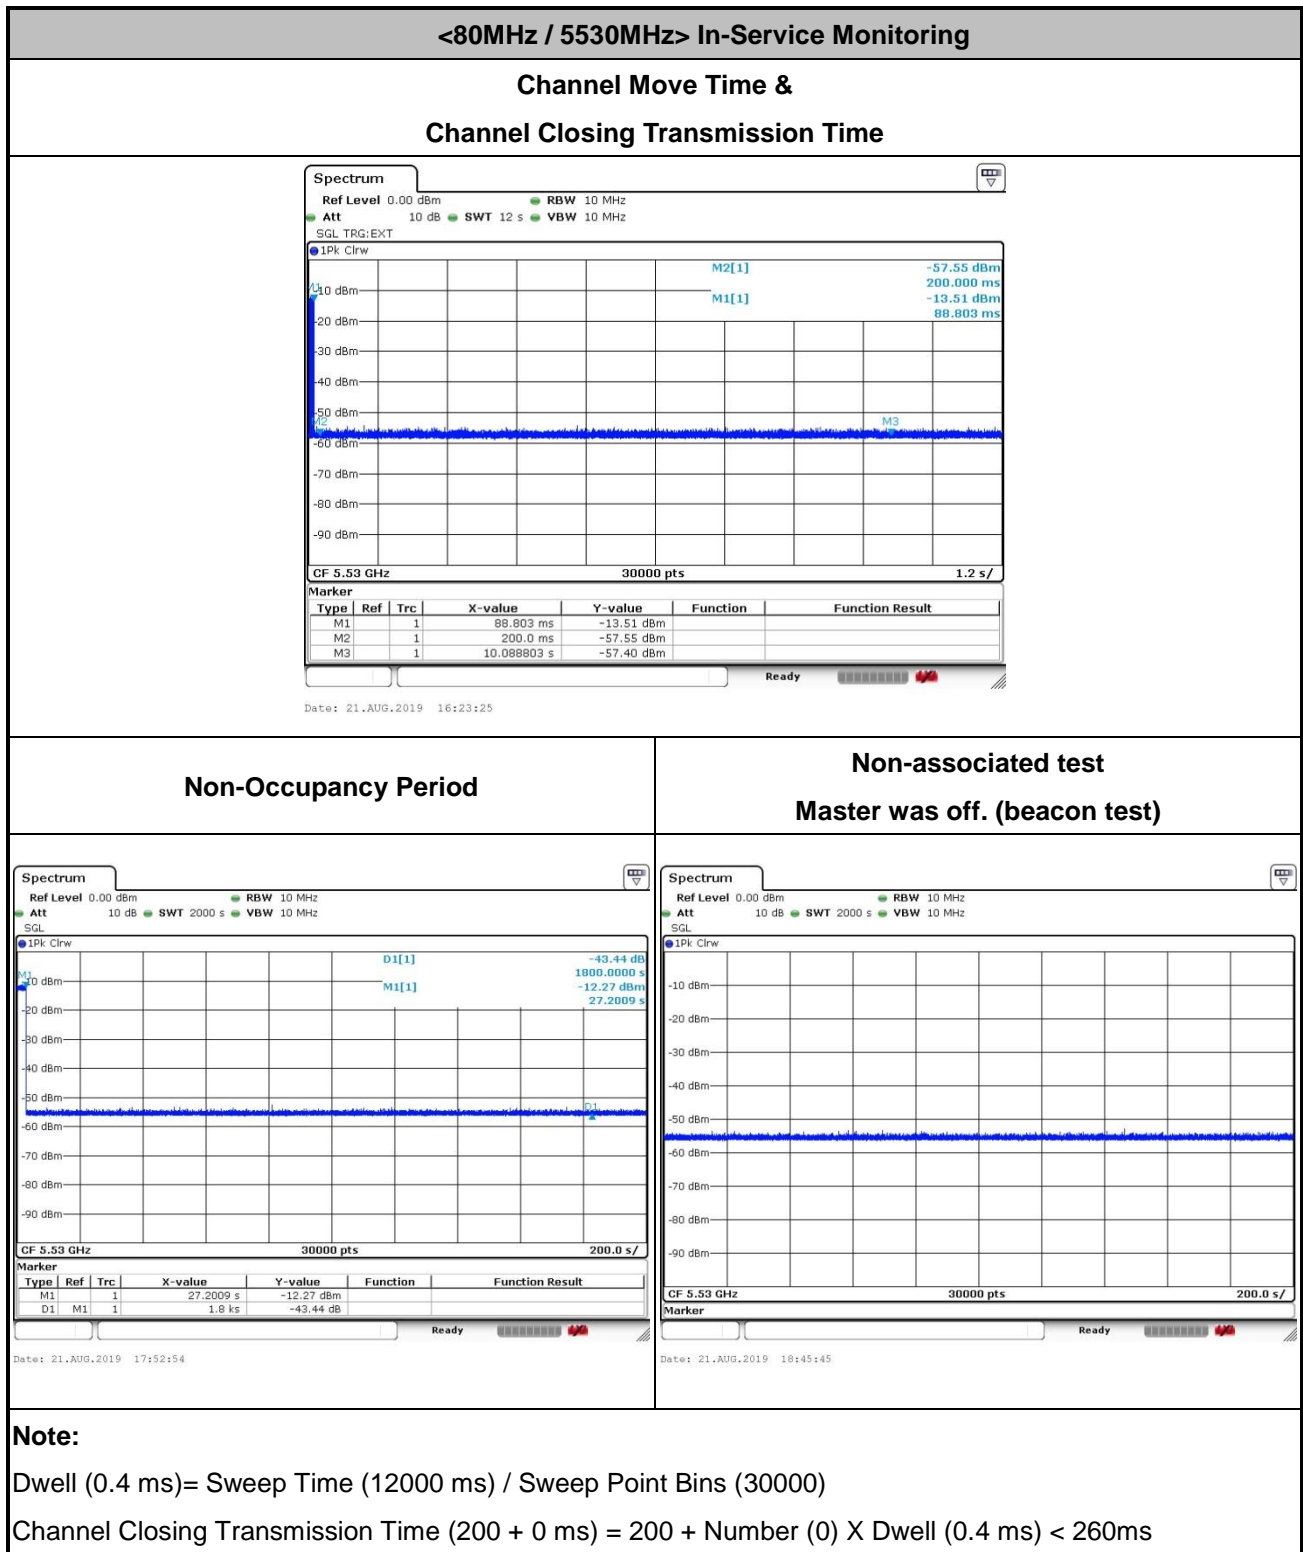 <80MHz / 5530MHz> In-Service Monitoring
Channel Move Time &
Channel Closing Transmission Time
Spectrum
Ref Level 0.00 dBm RBW 10 MHz
Att 10 dB SWT 12 s VBW 10 MHz
SGL TRG:EXT
1Pk Clrw
M2[1] -57.55 dBm
200.000 ms
M1[1] -13.51 dBm
88.803 ms
M1
-10 dBm
-20 dBm
-30 dBm
-40 dBm
-50 dBm
M2
M3
-60 dBm
-70 dBm
-80 dBm
-90 dBm
CF 5.53 GHz 30000 pts 1.2 s/
Marker
Type Ref Trc X-value Y-value Function Function Result
M1 1 88.803 ms -13.51 dBm
M2 1 200.0 ms -57.55 dBm
M3 1 10.088803 s -57.40 dBm
Ready
Date: 21.AUG.2019 16:23:25
Non-Occupancy Period
Non-associated test
Master was off. (beacon test)
Spectrum
Ref Level 0.00 dBm RBW 10 MHz
Att 10 dB SWT 2000 s VBW 10 MHz
SGL
1Pk Clrw
D1[1] -43.44 dB
1800.0000 s
M1[1] -12.27 dBm
27.2009 s
M1
-10 dBm
-20 dBm
-30 dBm
-40 dBm
-50 dBm
D1
-60 dBm
-70 dBm
-80 dBm
-90 dBm
CF 5.53 GHz 30000 pts 200.0 s/
Marker
Type Ref Trc X-value Y-value Function Function Result
M1 1 27.2009 s -12.27 dBm
D1 M1 1 1.8 ks -43.44 dB
Ready
Date: 21.AUG.2019 17:52:54
Spectrum
Ref Level 0.00 dBm RBW 10 MHz
Att 10 dB SWT 2000 s VBW 10 MHz
SGL
1Pk Clrw
-10 dBm
-20 dBm
-30 dBm
-40 dBm
-50 dBm
-60 dBm
-70 dBm
-80 dBm
-90 dBm
CF 5.53 GHz 30000 pts 200.0 s/
Marker
Ready
Date: 21.AUG.2019 18:45:45
Note:
Dwell (0.4 ms)= Sweep Time (12000 ms) / Sweep Point Bins (30000)
Channel Closing Transmission Time (200 + 0 ms) = 200 + Number (0) X Dwell (0.4 ms) < 260ms